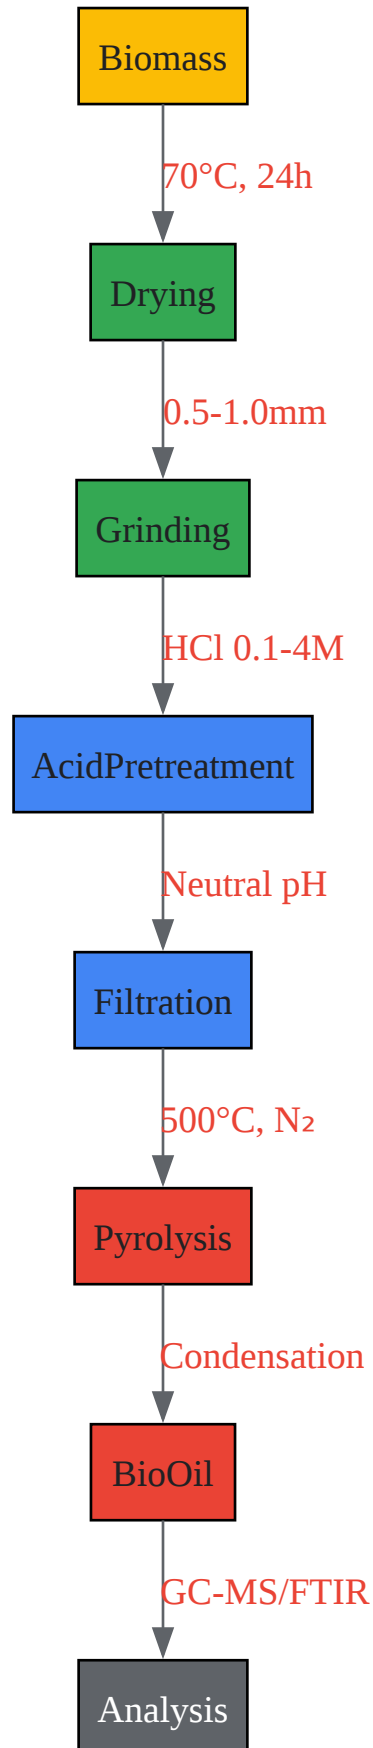 Biomass
70°C, 24h
Drying
0.5-1.0mm
Grinding
HCl 0.1-4M
AcidPretreatment
Neutral pH
Filtration
500°C, N₂
Pyrolysis
Condensation
BioOil
GC-MS/FTIR
Analysis